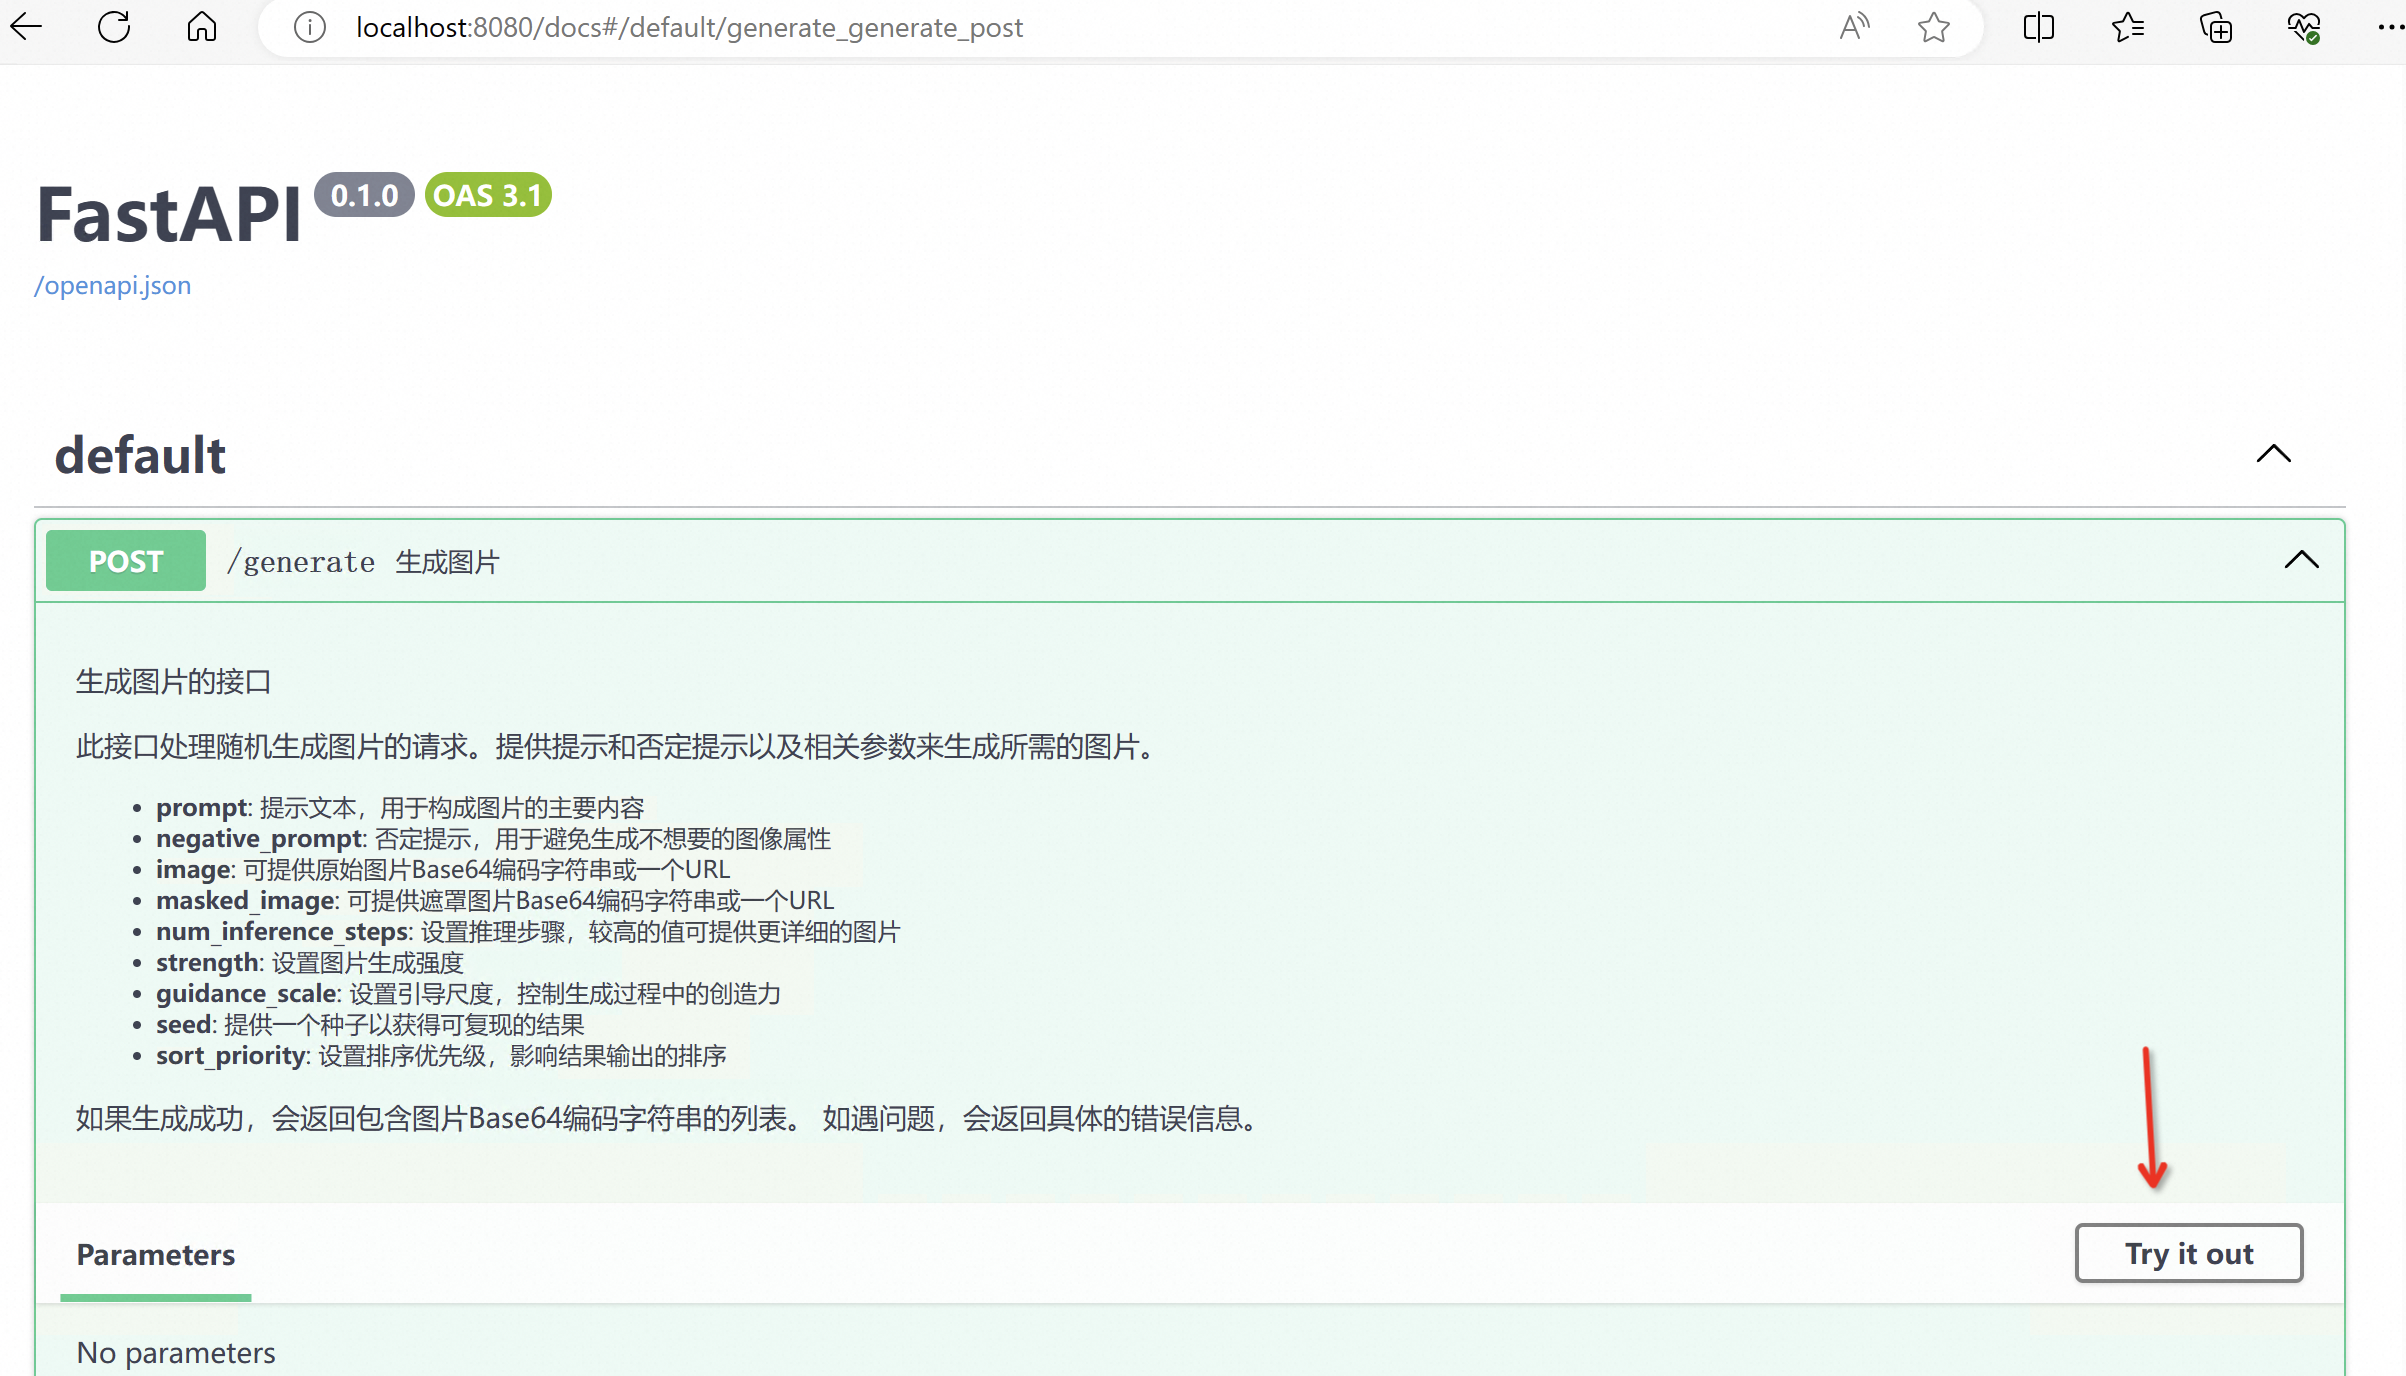 localhost:8080/docs#/default/generate_generate_post
FastAPI 0.1.0 OAS 3.1
/openapi.json
default
POST /generate 生成图片
生成图片的接口
此接口处理随机生成图片的请求。提供提示和否定提示以及相关参数来生成所需的图片。
• prompt: 提示文本，用于构成图片的主要内容
• negative_prompt: 否定提示，用于避免生成不想要的图像属性
• image: 可提供原始图片Base64编码字符串或一个URL
• masked_image: 可提供遮罩图片Base64编码字符串或一个URL
• num_inference_steps: 设置推理步骤，较高的值可提供更详细的图片
• strength: 设置图片生成强度
• guidance_scale: 设置引导尺度，控制生成过程中的创造力
• seed: 提供一个种子以获得可复现的结果
• sort_priority: 设置排序优先级，影响结果输出的排序
如果生成成功，会返回包含图片Base64编码字符串的列表。 如遇问题，会返回具体的错误信息。
Parameters
Try it out
No parameters